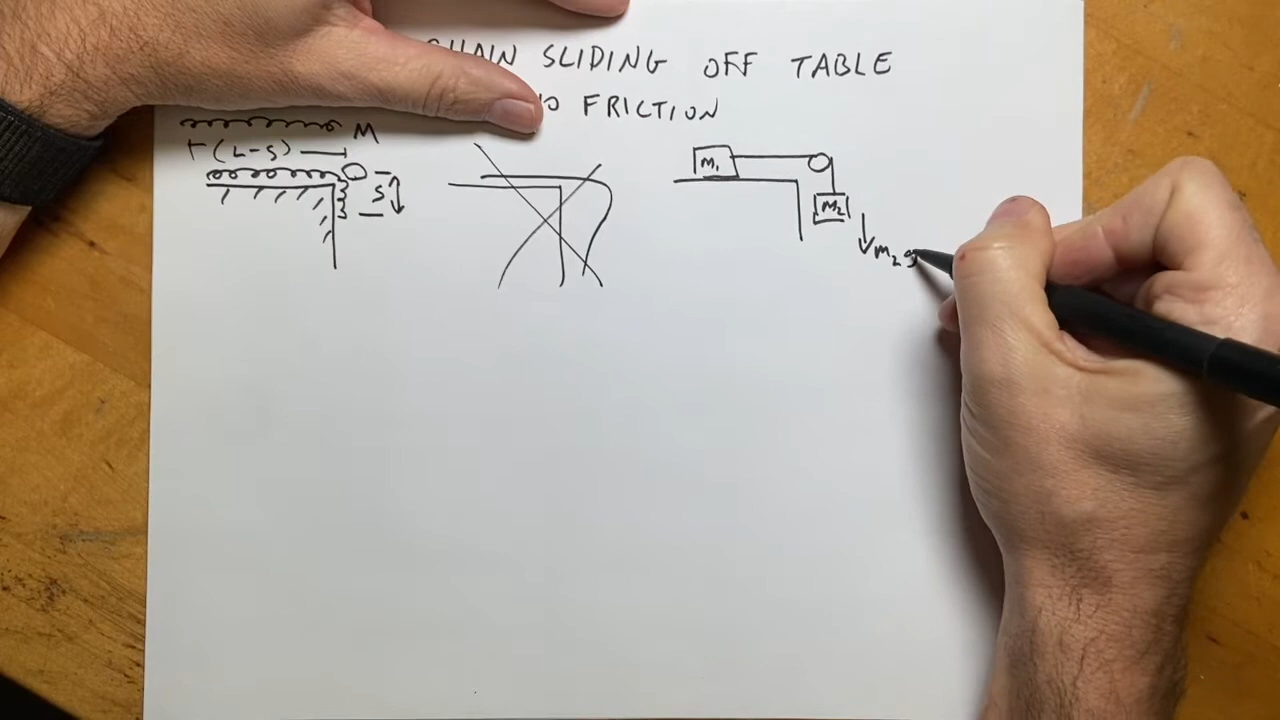 SLIDING OFF TABLE
FRICTION
M
(L-S)
S
M₁
M₂
M₂g